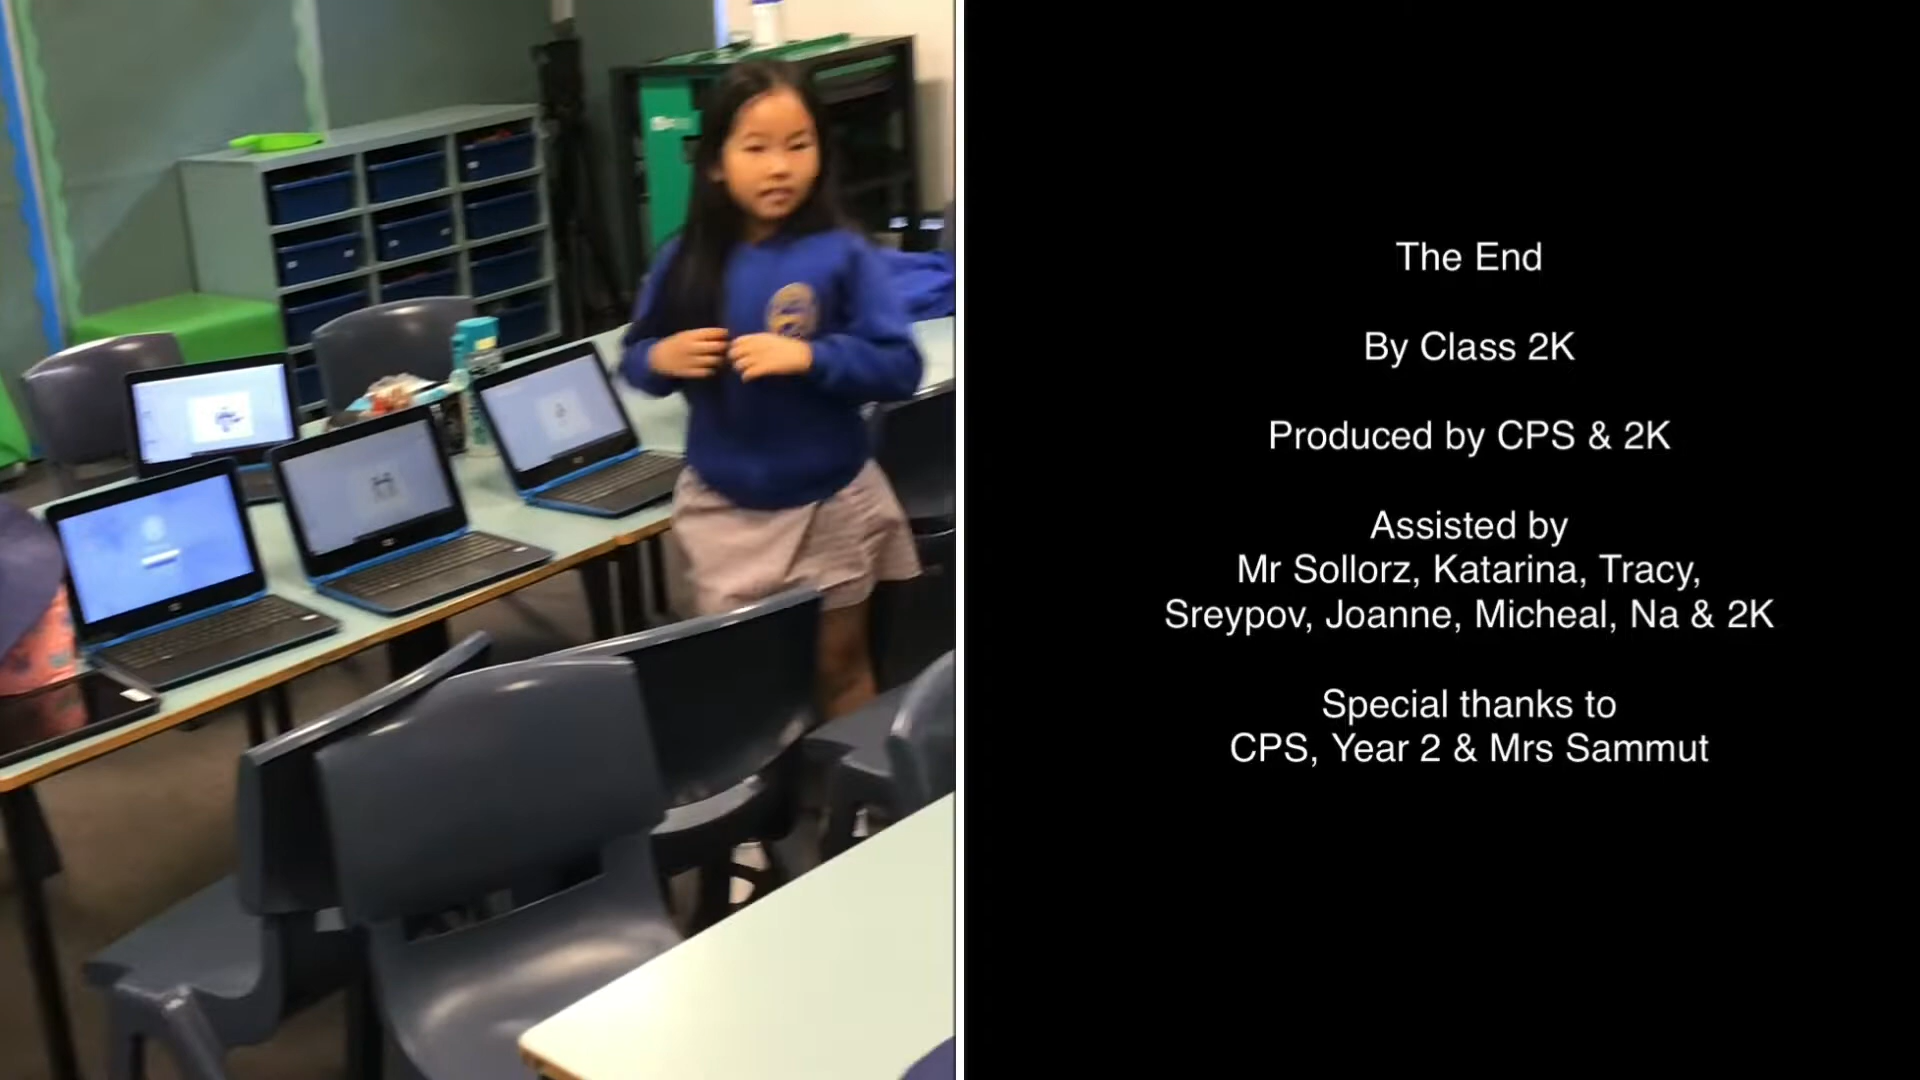 The End
By Class 2K
Produced by CPS & 2K
Assisted by
Mr Sollorz, Katarina, Tracy,
Sreypov, Joanne, Micheal, Na & 2K
Special thanks to
CPS, Year 2 & Mrs Sammut